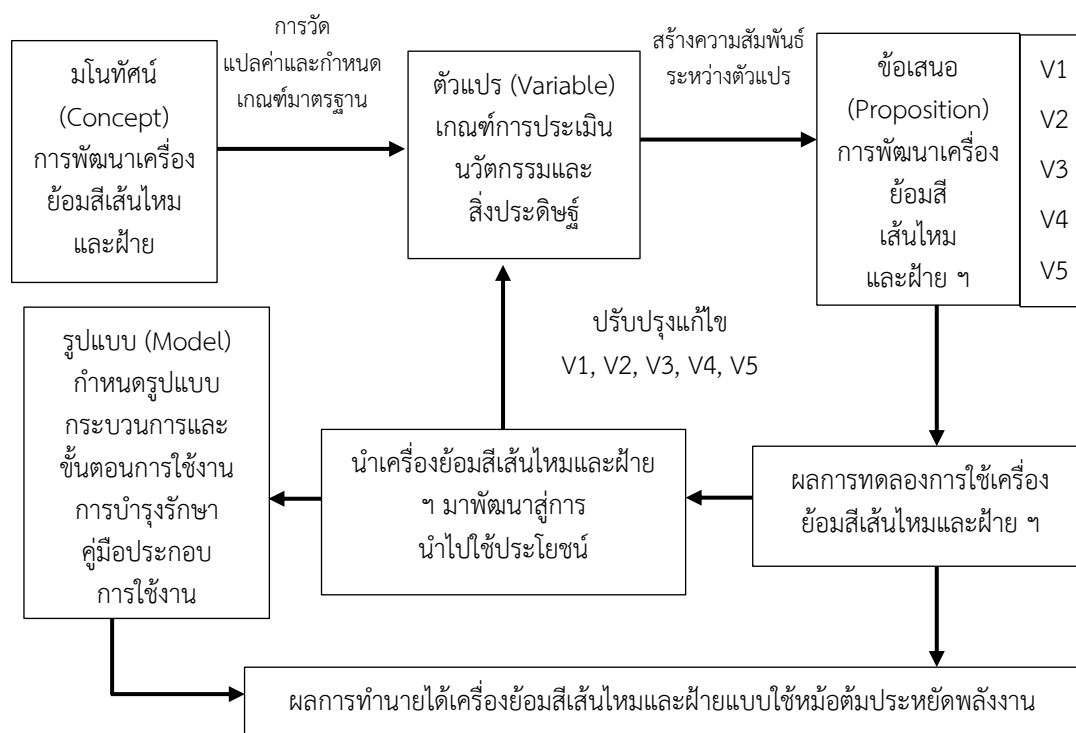 มโนทัศน์
(Concept)
การพัฒนาเครื่อง
ย้อมสีเส้นไหม
และฝ้าย
การวัด
แปลค่าและกำหนด
เกณฑ์มาตรฐาน
ตัวแปร (Variable)
เกณฑ์การประเมิน
นวัตกรรมและ
สิ่งประดิษฐ์
สร้างความสัมพันธ์
ระหว่างตัวแปร
ข้อเสนอ
(Proposition)
การพัฒนาเครื่อง
ย้อมสี
เส้นไหม
และฝ้าย ฯ
V1
V2
V3
V4
V5
ปรับปรุงแก้ไข
V1, V2, V3, V4, V5
รูปแบบ (Model)
กำหนดรูปแบบ
กระบวนการและ
ขั้นตอนการใช้งาน
การบำรุงรักษา
คู่มือประกอบ
การใช้งาน
นำเครื่องย้อมสีเส้นไหมและฝ้าย
ฯ มาพัฒนาสู่การ
นำไปใช้ประโยชน์
ผลการทดลองการใช้เครื่อง
ย้อมสีเส้นไหมและฝ้าย ฯ
ผลการทำนายได้เครื่องย้อมสีเส้นไหมและฝ้ายแบบใช้หม้อต้มประหยัดพลังงาน